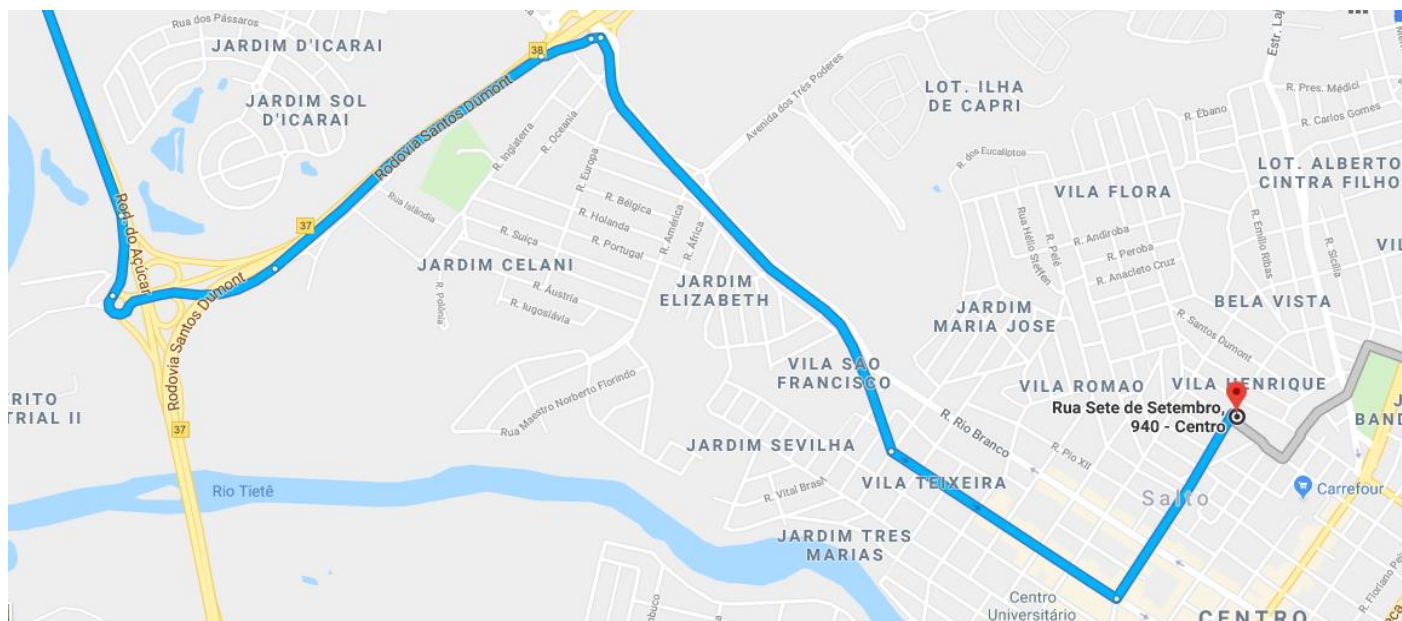 Rua dos Pássaros
JARDIM D'ICARAI
JARDIM SOL
D'ICARAI
38
Rodovia Santos Dumont
Avenida dos Três Poderes
LOT. ILHA
DE CAPRI
R. Pres. Médici
R. Carlos Gomes
R. Ébano
R. dos Eucaliptos
LOT. ALBERTO
CINTRA FILHO
VILA FLORA
R. Inglaterra
R. Oceania
R. Europa
R. Bélgica
R. Holanda
R. Portugal
R. América
R. África
Rua Islândia
R. Suíça
JARDIM CELANI
R. Áustria
R. Iugoslávia
R. Polônia
37
Rod. do Açúcar
Rodovia Santos Dumont
37
Rua Hélio Steffen
R. Pelé
R. Andiroba
R. Peroba
R. Anacleto Cruz
R. Emilio Ribas
R. Sicília
JARDIM
ELIZABETH
JARDIM
MARIA JOSE
BELA VISTA
R. Santos Dumont
VILA SAO
FRANCISCO
VILA ROMAO
VILA HENRIQUE
Rua Sete de Setembro,
940 - Centro
ERITO
TRIAL II
BAND
Rua Maestro Norberto Florindo
R. Rio Branco
R. Pio XII
JARDIM SEVILHA
R. Vital Brasil
VILA TEIXEIRA
Salto
Carrefour
Rio Tietê
JARDIM TRES
MARIAS
Centro
Universitário
CENTRO